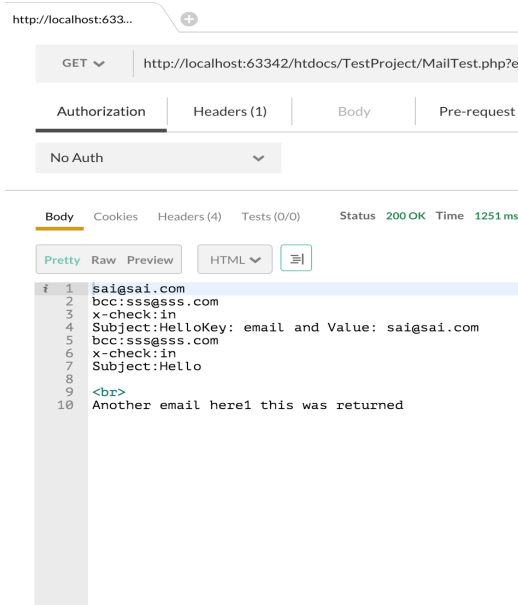 http://localhost:633...
GET http://localhost:63342/htdocs/TestProject/MailTest.php?e
Authorization Headers (1) Body Pre-request
No Auth
Body Cookies Headers (4) Tests (0/0) Status 200 OK Time 1251 ms
Pretty Raw Preview HTML
i 1 sai@sai.com
2 bcc:sss@sss.com
3 x-check:in
4 Subject:HelloKey: email and Value: sai@sai.com
5 bcc:sss@sss.com
6 x-check:in
7 Subject:Hello
8
9 <br>
10 Another email here1 this was returned